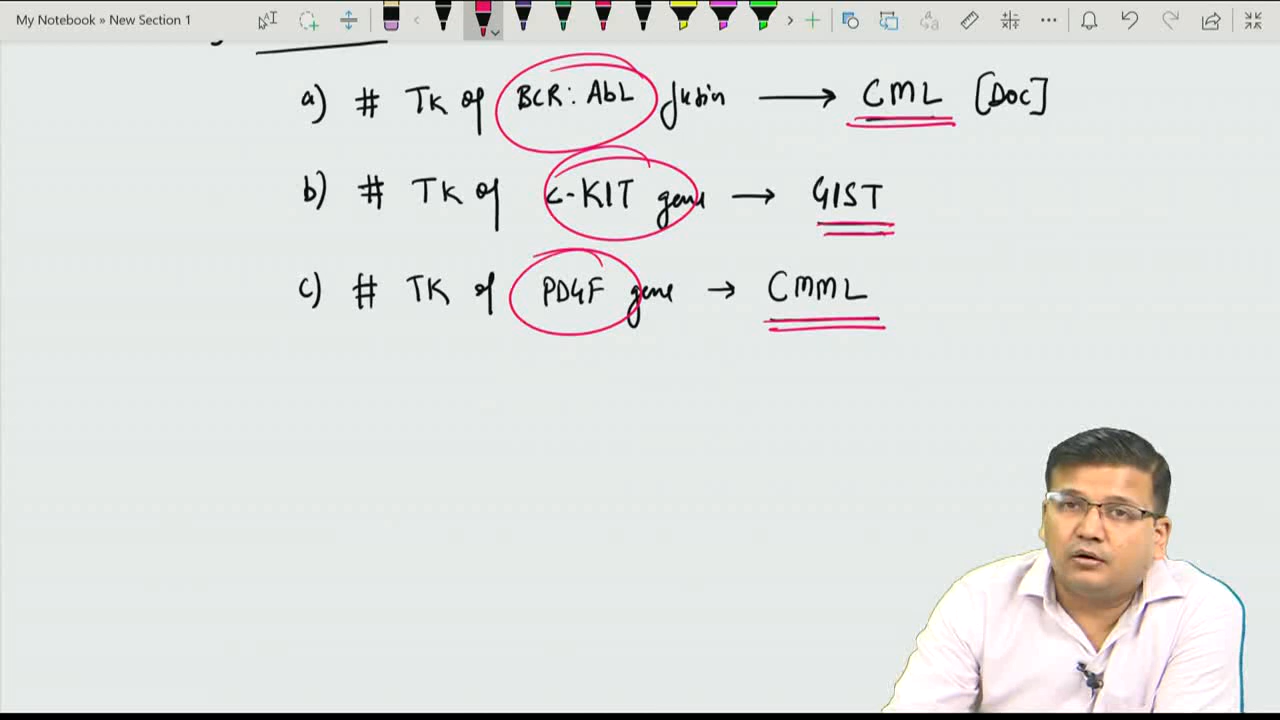 My Notebook » New Section 1
a) # TK of BCR: AbL fusion → CML [Doc]
b) # TK of c-KIT gene → GIST
c) # TK of PDGF gene → CMML